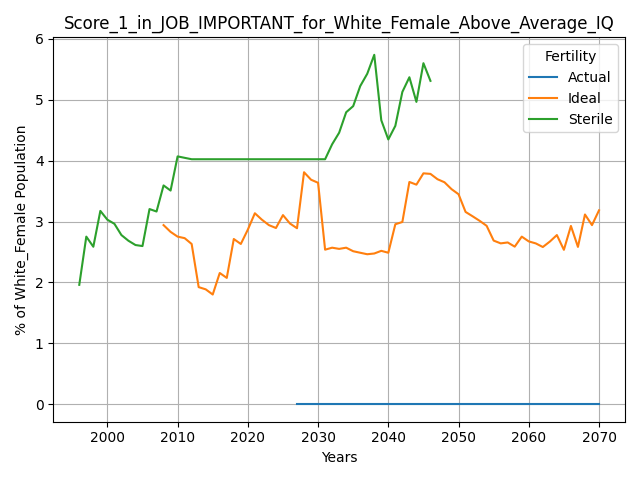 Score_1_in_JOB_IMPORTANT_for_White_Female_Above_Average_IQ
% of White_Female Population
6
5
4
3
2
1
0
Fertility
Actual
Ideal
Sterile
2000 2010 2020 2030 2040 2050 2060 2070
Years